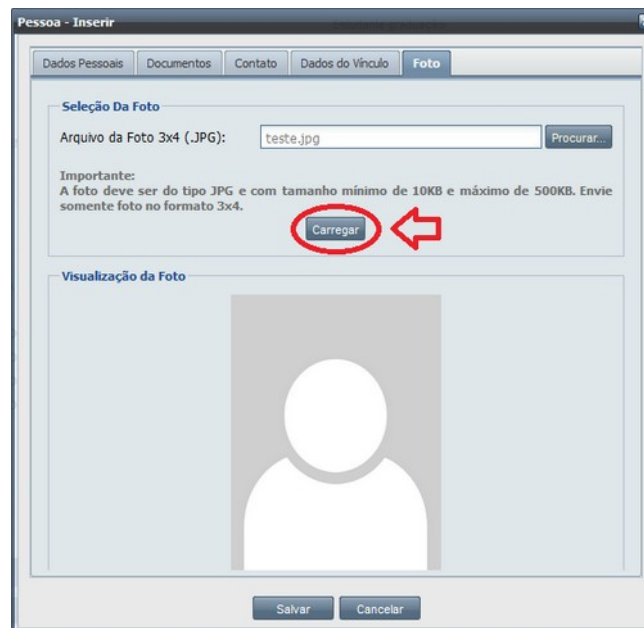 Pessoa - Inserir
Dados Pessoais Documentos Contato Dados do Vínculo Foto
Seleção Da Foto
Arquivo da Foto 3x4 (.JPG): teste.jpg Procurar...
Importante:
A foto deve ser do tipo JPG e com tamanho mínimo de 10KB e máximo de 500KB. Envie
somente foto no formato 3x4.
Carregar
Visualização da Foto
Salvar Cancelar